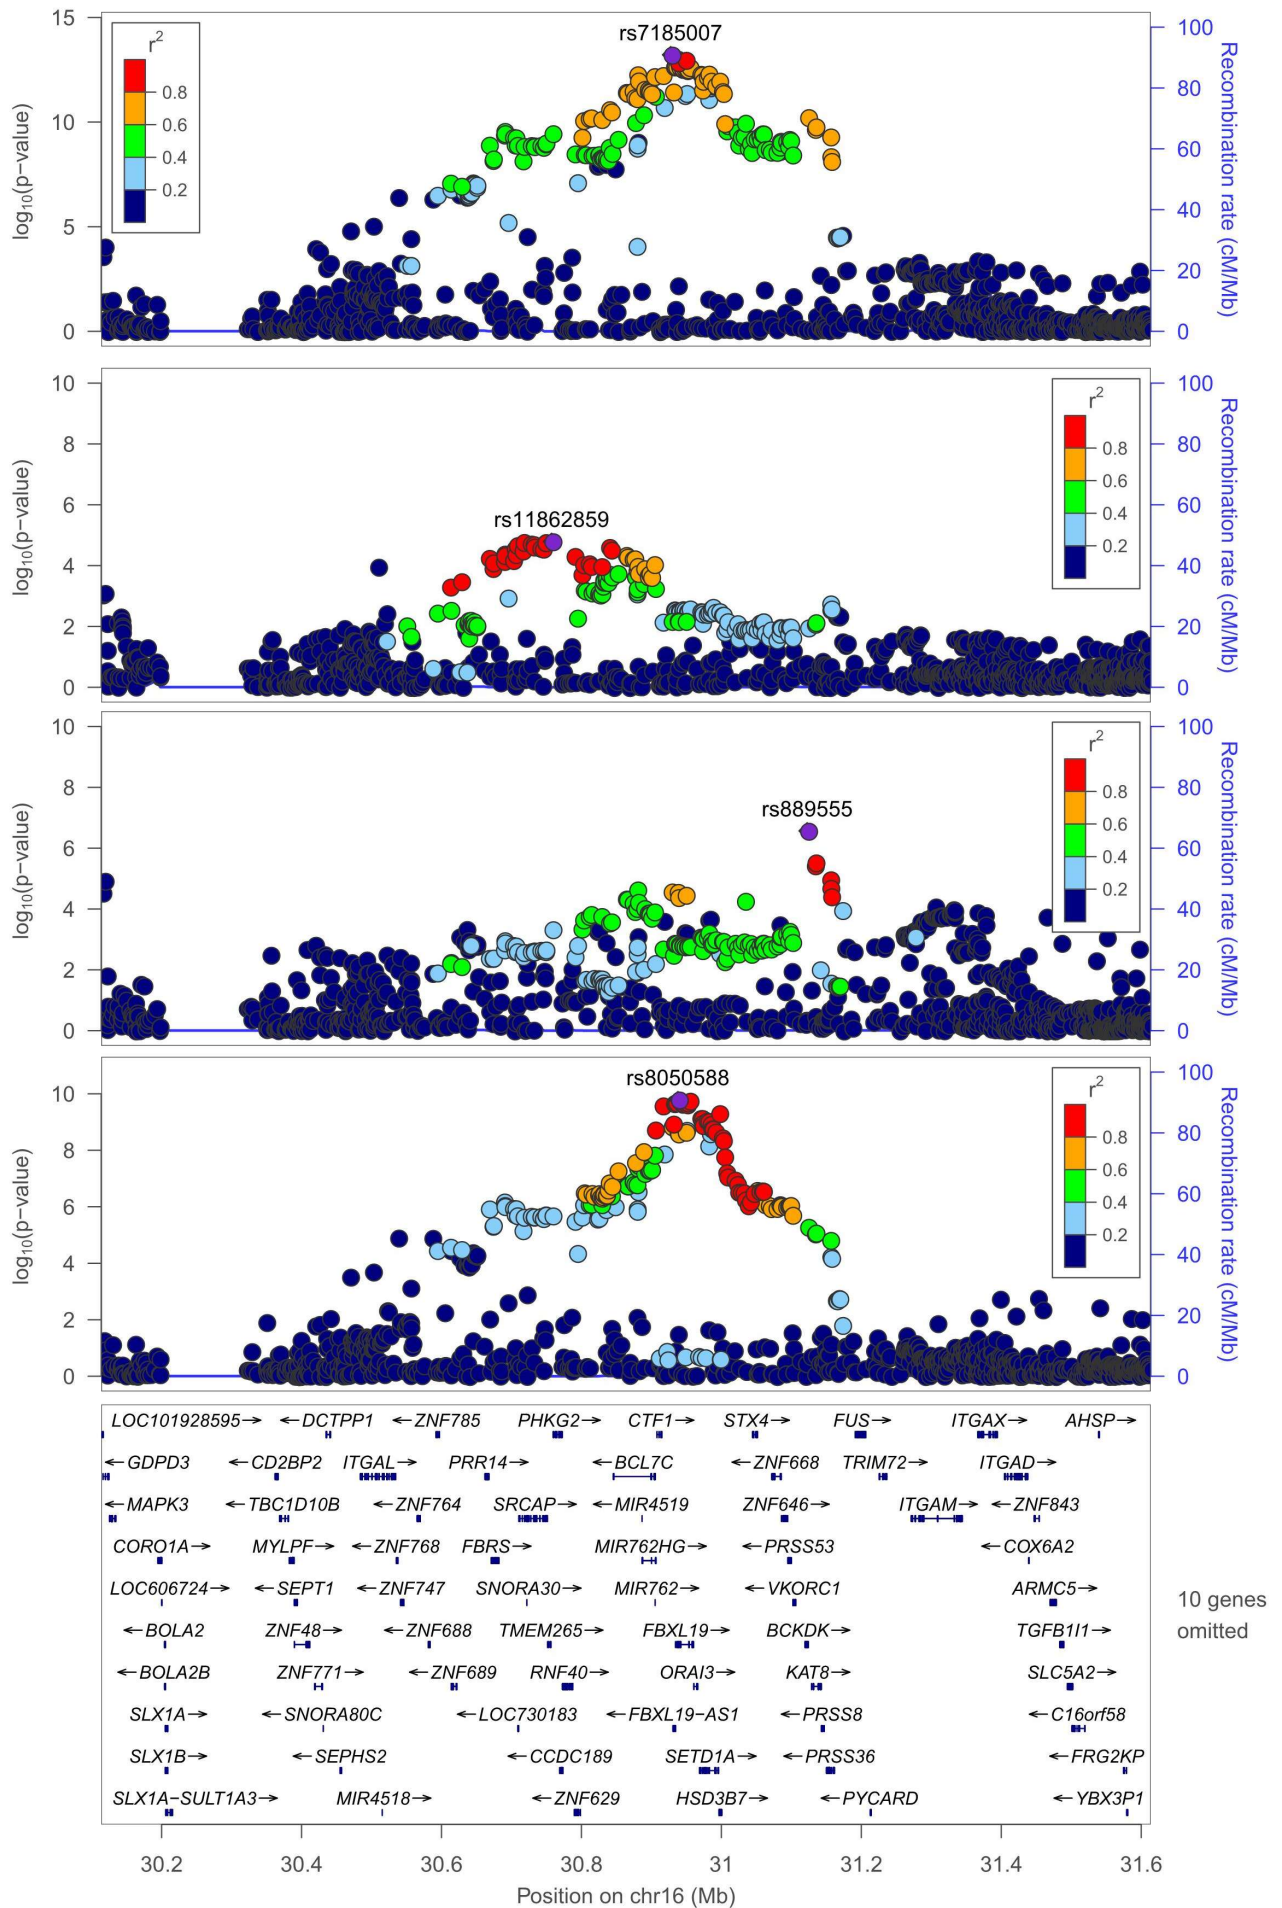 rs7185007
r2
0.8
0.6
0.4
0.2
15
10
5
0
log10(p−value)
100
80
60
40
20
0
Recombination rate (cM/Mb)
rs11862859
r2
0.8
0.6
0.4
0.2
10
8
6
4
2
0
log10(p−value)
100
80
60
40
20
0
Recombination rate (cM/Mb)
rs889555
r2
0.8
0.6
0.4
0.2
10
8
6
4
2
0
log10(p−value)
100
80
60
40
20
0
Recombination rate (cM/Mb)
rs8050588
r2
0.8
0.6
0.4
0.2
10
8
6
4
2
0
log10(p−value)
100
80
60
40
20
0
Recombination rate (cM/Mb)
LOC101928595→ ←DCTPP1 ←ZNF785 PHKG2→ CTF1→ STX4→ FUS→ ITGAX→ AHSP→
←GDPD3 ←CD2BP2 ITGAL→ PRR14→ ←BCL7C ←ZNF668 TRIM72→ ITGAD→
←MAPK3 ←TBC1D10B ←ZNF764 SRCAP→ ←MIR4519 ZNF646→ ITGAM→ ←ZNF843
CORO1A→ MYLPF→ ←ZNF768 FBRS→ MIR762HG→ ←PRSS53 ←COX6A2
LOC606724→ ←SEPT1 ←ZNF747 SNORA30→ MIR762→ ←VKORC1 ARMC5→
←BOLA2 ZNF48→ ←ZNF688 TMEM265→ FBXL19→ BCKDK→ TGFB1I1→
←BOLA2B ZNF771→ ←ZNF689 RNF40→ ORAI3→ KAT8→ SLC5A2→
SLX1A→ ←SNORA80C ←LOC730183 ←FBXL19−AS1 ←PRSS8 ←C16orf58
SLX1B→ ←SEPHS2 ←CCDC189 SETD1A→ ←PRSS36 ←FRG2KP
SLX1A−SULT1A3→ MIR4518→ ←ZNF629 HSD3B7→ ←PYCARD ←YBX3P1
10 genes
omitted
30.2 30.4 30.6 30.8 31 31.2 31.4 31.6
Position on chr16 (Mb)